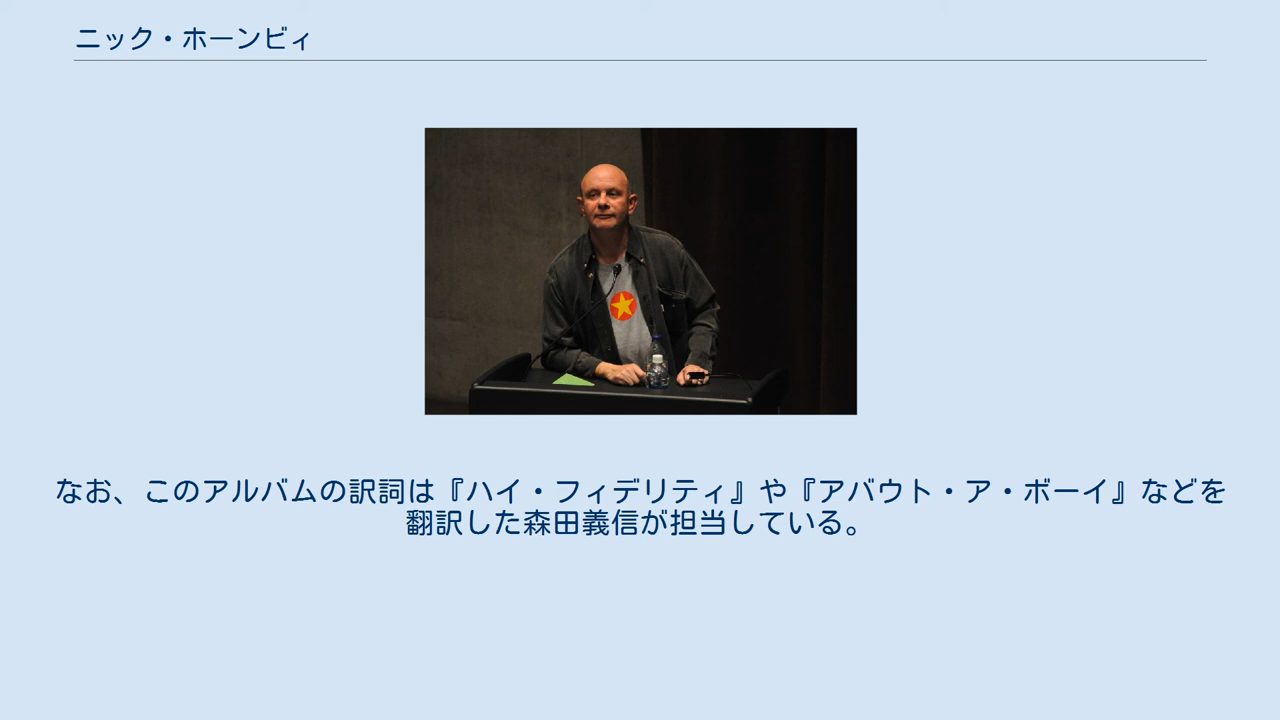 ニック・ホーンビィ
なお、このアルバムの訳詞は『ハイ・フィデリティ』や『アバウト・ア・ボーイ』などを
翻訳した森田義信が担当している。